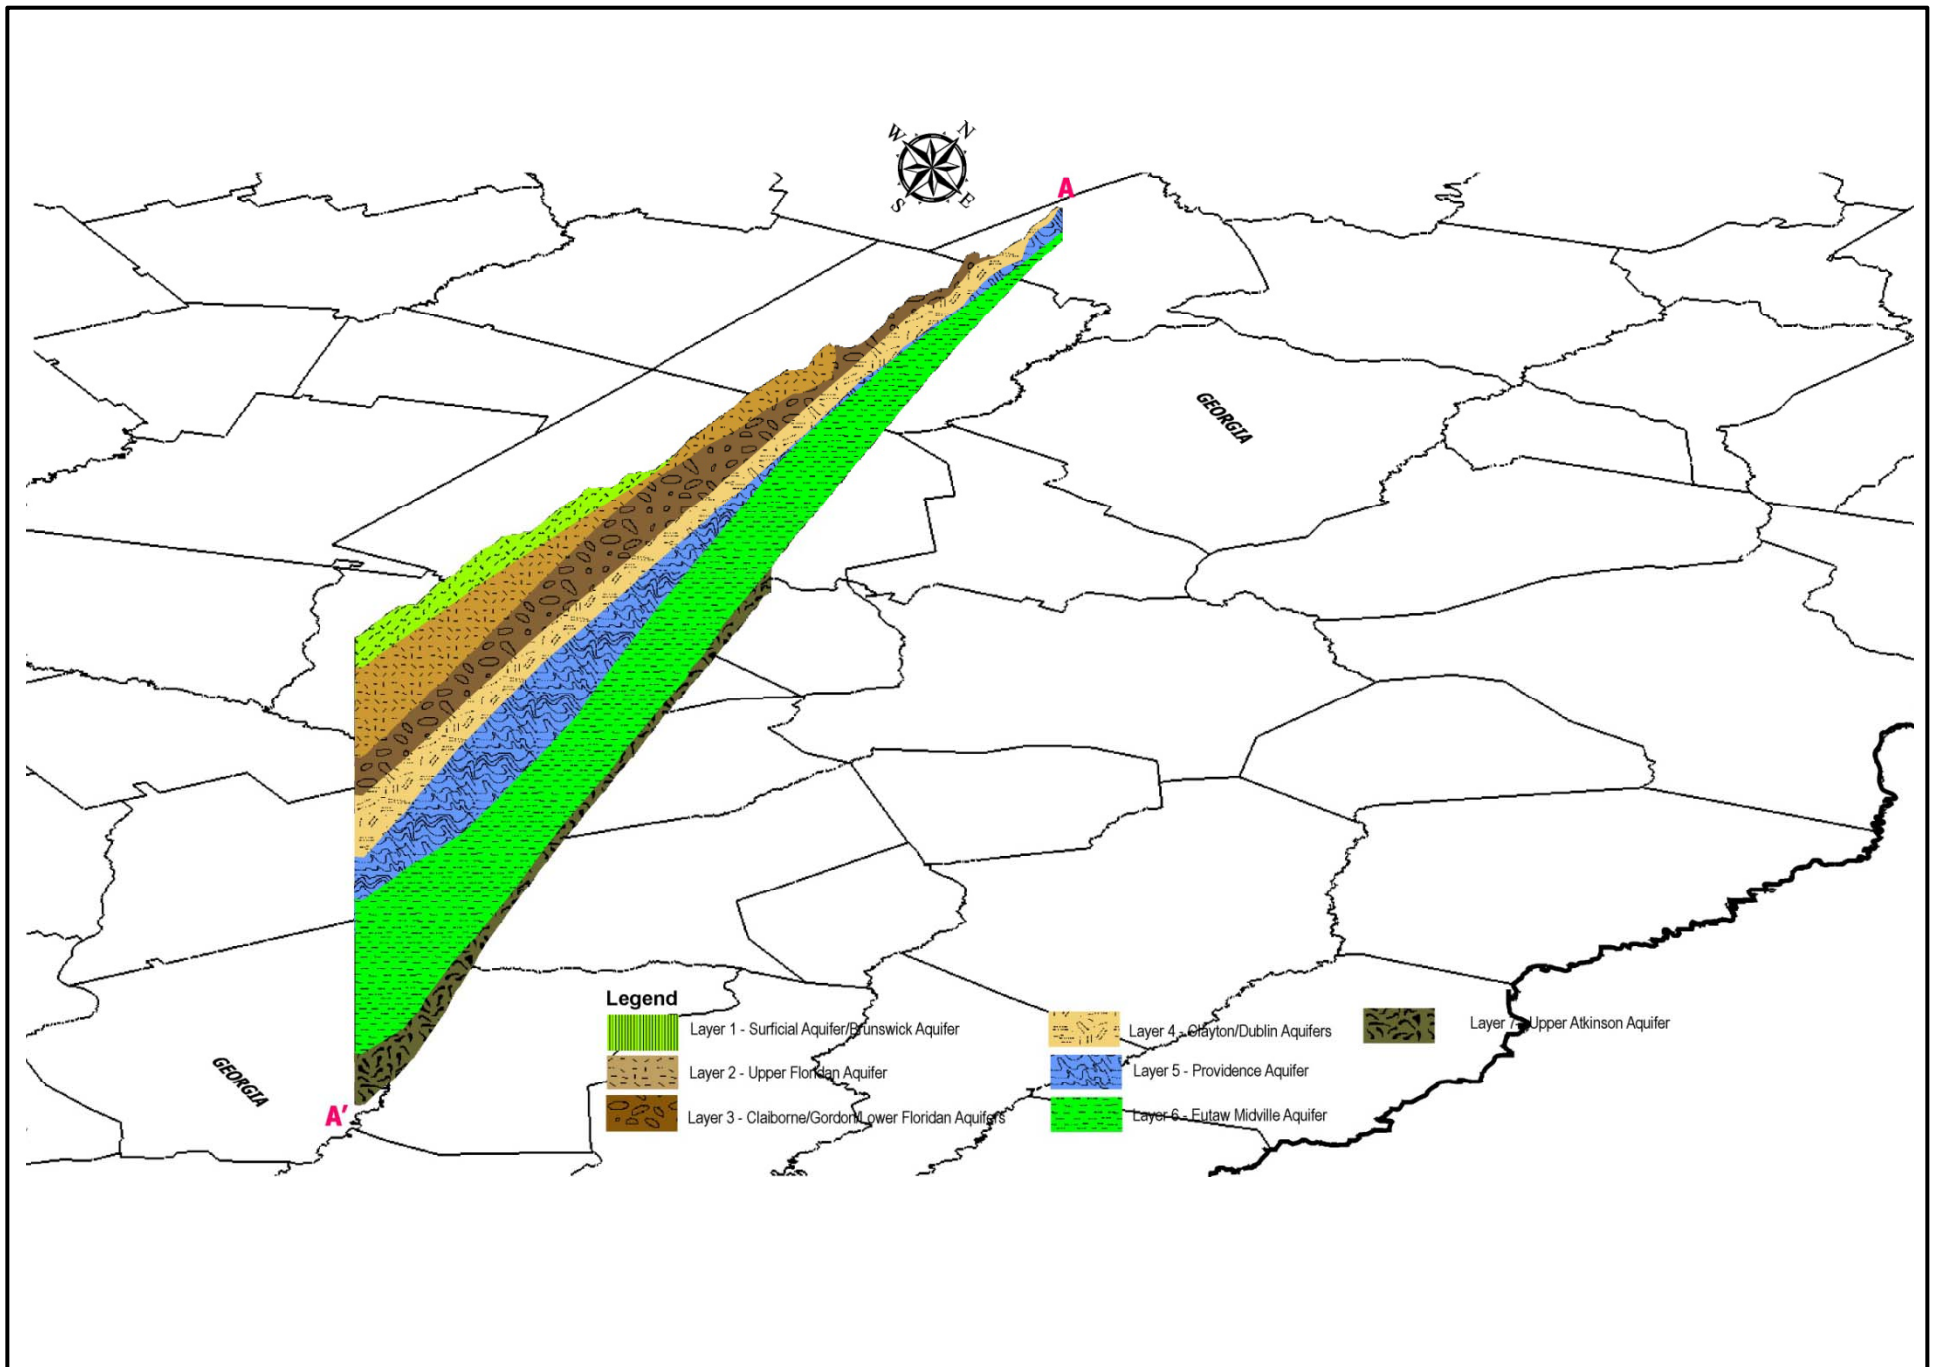 W N
S E
A
GEORGIA
GEORGIA
A'
Legend
Layer 1 - Surficial Aquifer/Brunswick Aquifer
Layer 2 - Upper Floridan Aquifer
Layer 3 - Claiborne/Gordon/Lower Floridan Aquifers
Layer 4 - Clayton/Dublin Aquifers
Layer 5 - Providence Aquifer
Layer 6 - Eutaw Midville Aquifer
Layer 7 - Upper Atkinson Aquifer